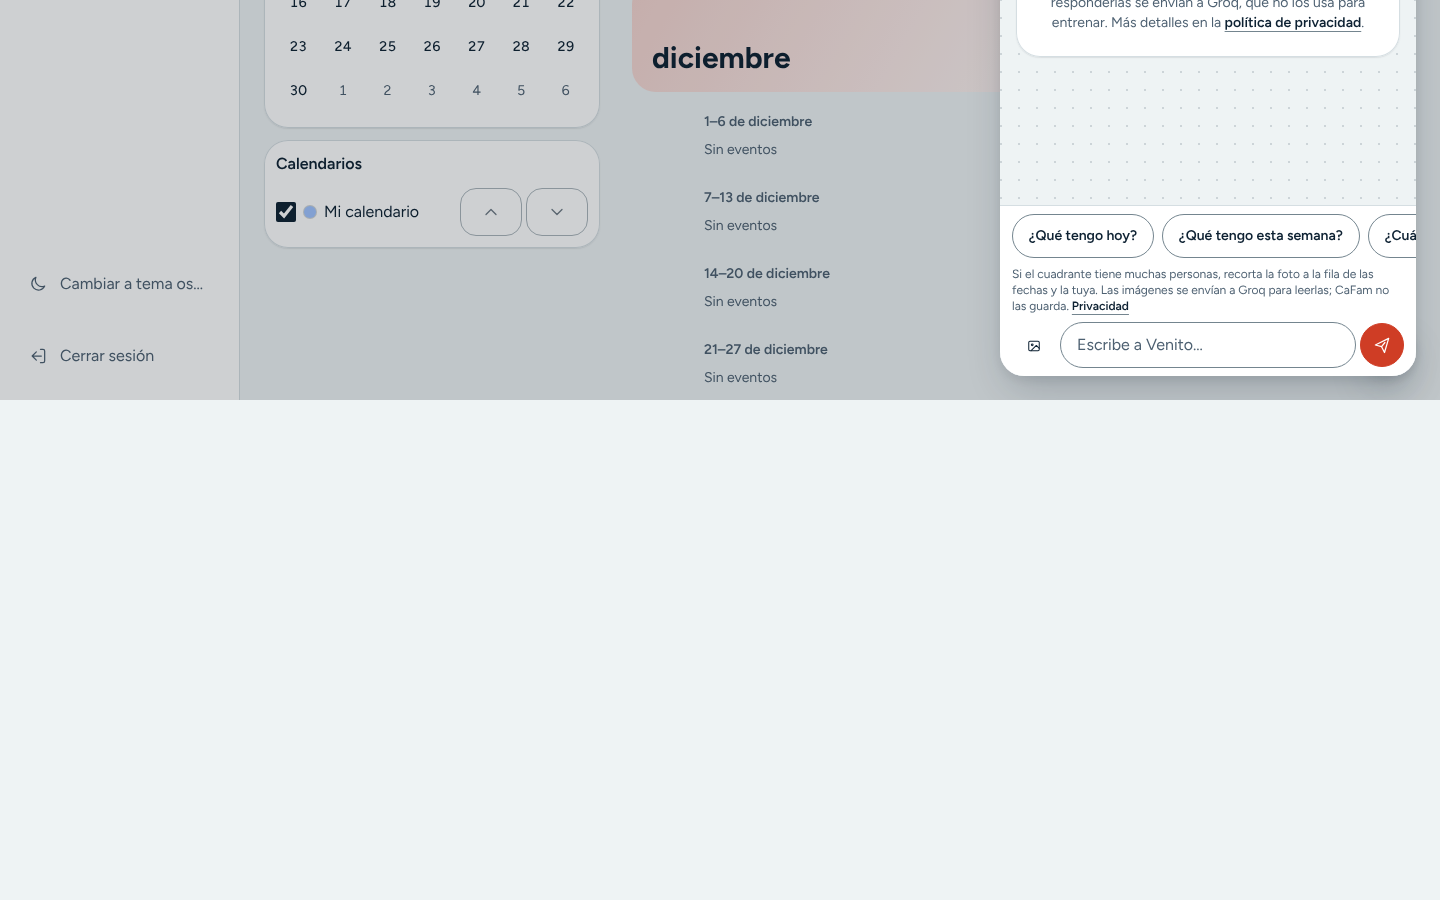 16 17 18 19 20 21 22
23 24 25 26 27 28 29
30 1 2 3 4 5 6
Calendarios
Mi calendario
Cambiar a tema os...
Cerrar sesión
diciembre
1–6 de diciembre
Sin eventos
7–13 de diciembre
Sin eventos
14–20 de diciembre
Sin eventos
21–27 de diciembre
Sin eventos
responderlas se envían a Groq, que no los usa para
entrenar. Más detalles en la política de privacidad.
¿Qué tengo hoy?
¿Qué tengo esta semana?
¿Cuá
Si el cuadrante tiene muchas personas, recorta la foto a la fila de las
fechas y la tuya. Las imágenes se envían a Groq para leerlas; CaFam no
las guarda. Privacidad
Escribe a Venito...